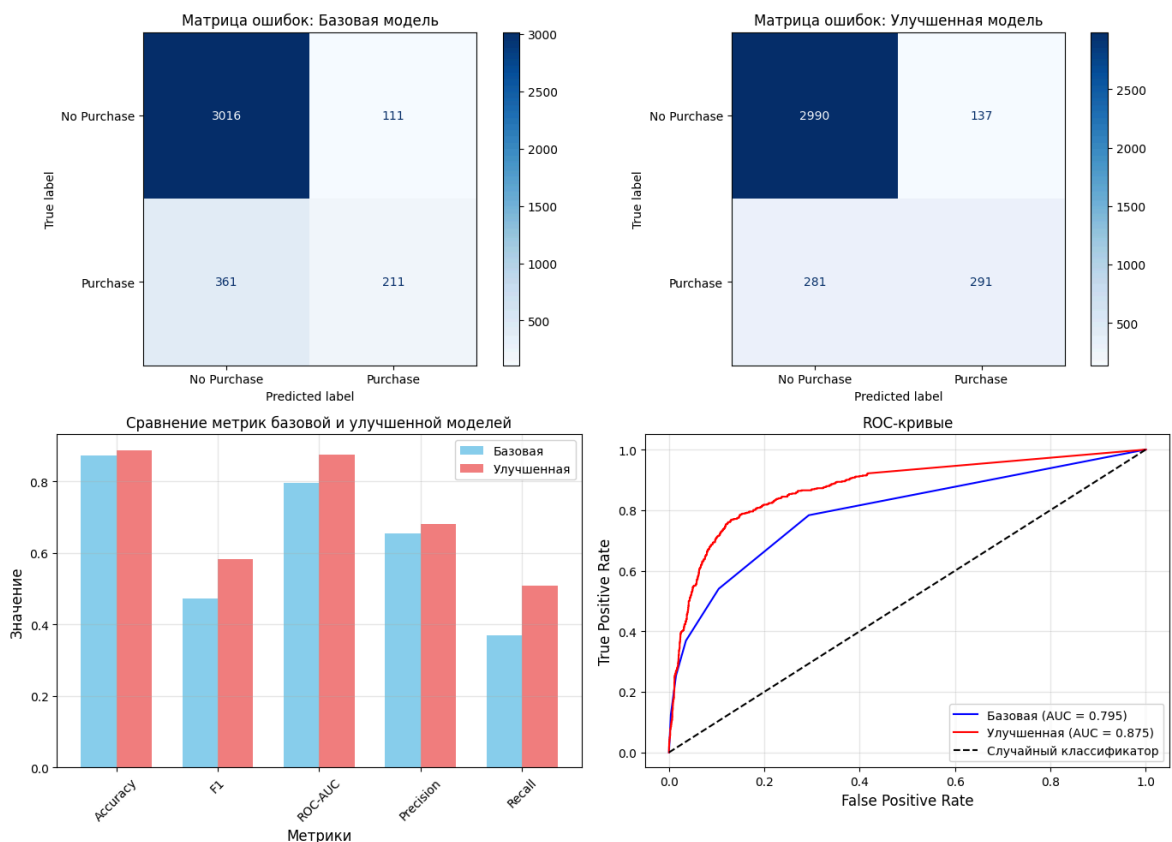 Матрица ошибок: Базовая модель
3000
2500
2000
1500
1000
500
No Purchase
Purchase
True label
3016
111
361
211
No Purchase
Purchase
Predicted label
Матрица ошибок: Улучшенная модель
2500
2000
1500
1000
500
No Purchase
Purchase
True label
2990
137
281
291
No Purchase
Purchase
Predicted label
Сравнение метрик базовой и улучшенной моделей
Базовая
Улучшенная
Значение
0.8
0.6
0.4
0.2
0.0
Accuracy
F1
ROC-AUC
Precision
Recall
Метрики
ROC-кривые
True Positive Rate
1.0
0.8
0.6
0.4
0.2
0.0
Базовая (AUC = 0.795)
Улучшенная (AUC = 0.875)
Случайный классификатор
0.0
0.2
0.4
0.6
0.8
1.0
False Positive Rate